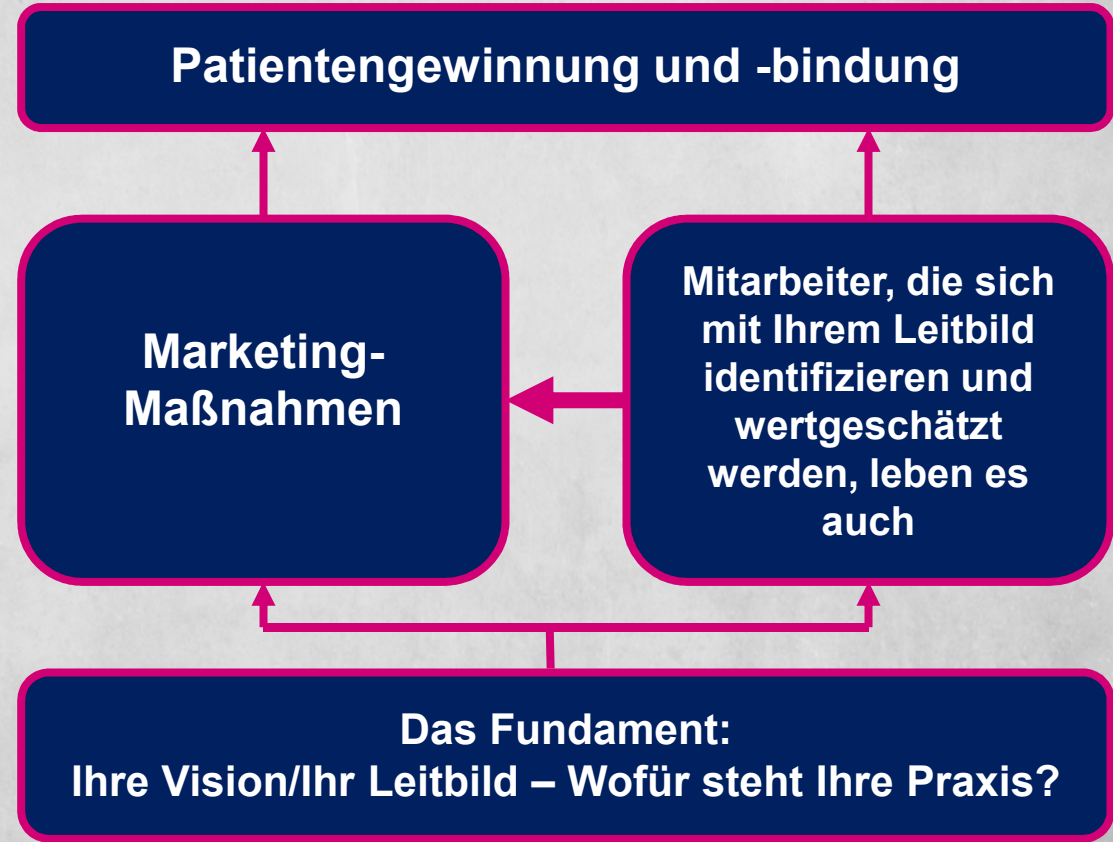 Patientengewinnung und -bindung
Marketing-
Maßnahmen
Mitarbeiter, die sich
mit Ihrem Leitbild
identifizieren und
wertgeschätzt
werden, leben es
auch
Das Fundament:
Ihre Vision/Ihr Leitbild – Wofür steht Ihre Praxis?